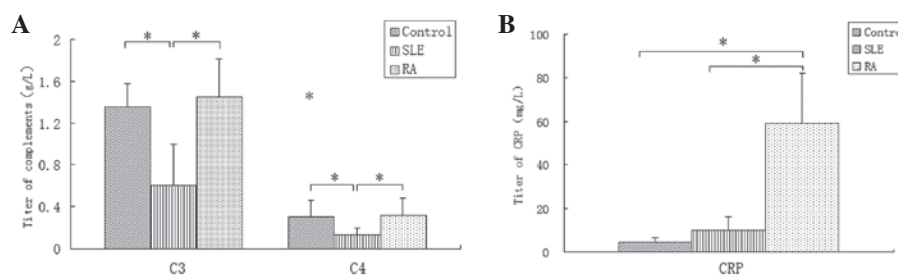 A
Titer of complements (g/L)
2
1.6
1.2
0.8
0.4
0
* *
*
* *
Control
SLE
RA
C3 C4
B
Titer of CRP (mg/L)
100
80
60
40
20
0
*
*
Control
SLE
RA
CRP